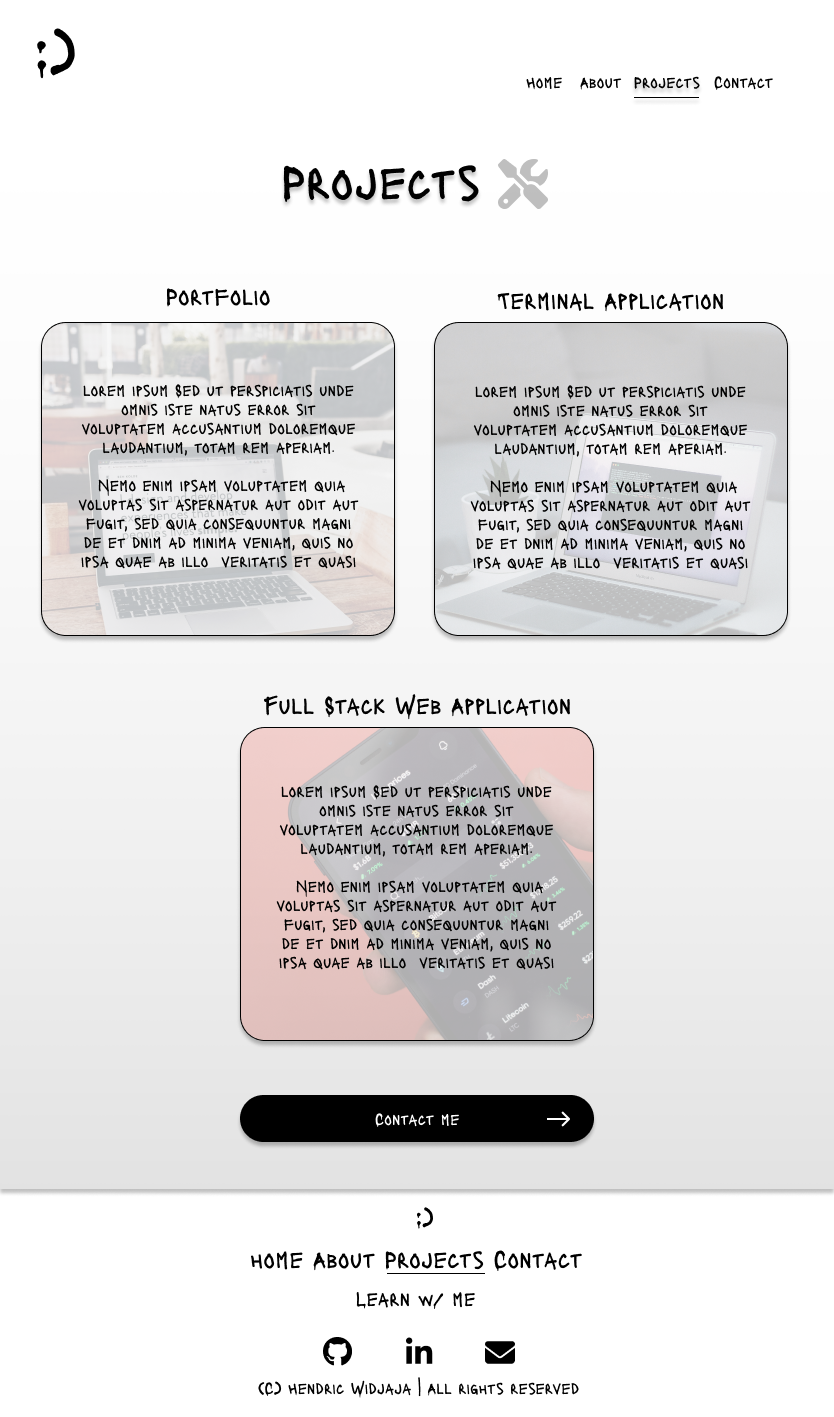 Home About Projects Contact
Projects
Portfolio
Terminal Application
Lorem ipsum Sed ut perspiciatis unde
omnis iste natus error sit
voluptatem accusantium doloremque
laudantium, totam rem aperiam.
Nemo enim ipsam voluptatem quia
voluptas sit aspernatur aut odit aut
fugit, sed quia consequuntur magni
de et dnim ad minima veniam, quis no
ipsa quae ab illo veritatis et quasi
Lorem ipsum Sed ut perspiciatis unde
omnis iste natus error sit
voluptatem accusantium doloremque
laudantium, totam rem aperiam.
Nemo enim ipsam voluptatem quia
voluptas sit aspernatur aut odit aut
fugit, sed quia consequuntur magni
de et dnim ad minima veniam, quis no
ipsa quae ab illo veritatis et quasi
Full Stack Web Application
Lorem ipsum Sed ut perspiciatis unde
omnis iste natus error sit
voluptatem accusantium doloremque
laudantium, totam rem aperiam.
Nemo enim ipsam voluptatem quia
voluptas sit aspernatur aut odit aut
fugit, sed quia consequuntur magni
de et dnim ad minima veniam, quis no
ipsa quae ab illo veritatis et quasi
Dash
DASH
Litecoin
LTC
$259.22
Contact me
Home About Projects Contact
Learn w/ me
(C) Hendric Widjaja | All rights reserved